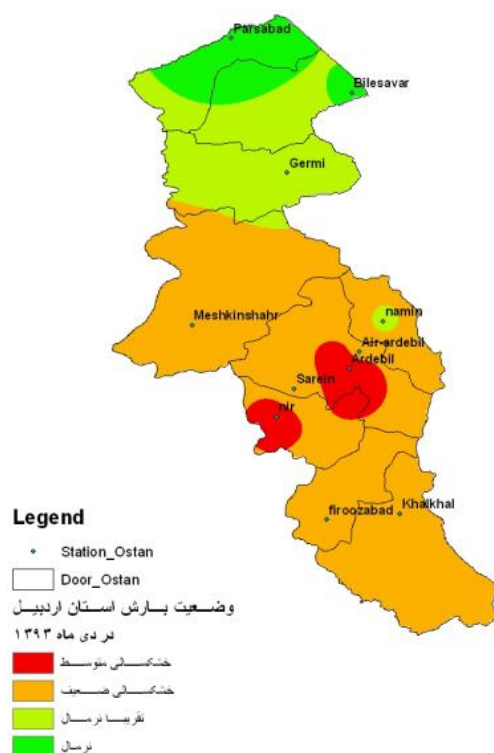 Parsabad
Bilesavar
Germi
Meshkinshahr
namin
Air-ardebil
Ardebil
Sarein
nir
firoozabad
Khalkhal
Legend
Station_Ostan
Door_Ostan
وضعیت بارش استان اردبیل
در دی ماه ۱۳۹۳
خشکسالی متوسط
خشکسالی ضعیف
تقریبا نرمال
نرمال